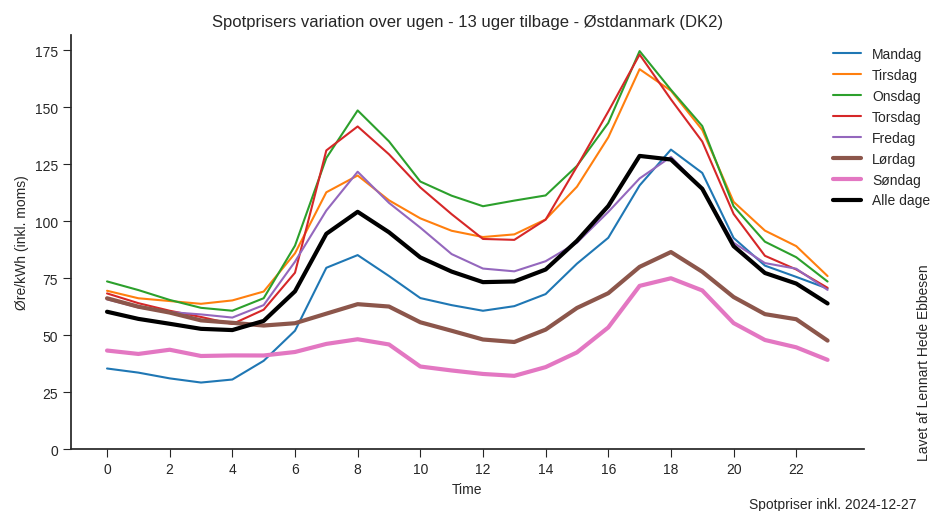 Spotprisers variation over ugen - 13 uger tilbage - Østdanmark (DK2)
Øre/kWh (inkl. moms)
175
150
125
100
75
50
25
0
0 2 4 6 8 10 12 14 16 18 20 22
Time
Mandag
Tirsdag
Onsdag
Torsdag
Fredag
Lørdag
Søndag
Alle dage
Lavet af Lennart Hede Ebbesen
Spotpriser inkl. 2024-12-27